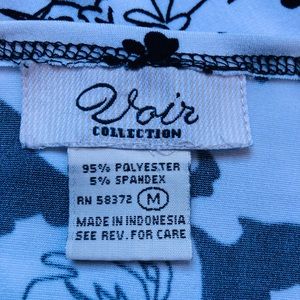 Voir
COLLECTION
95% POLYESTER
5% SPANDEX
RN 58372 M
MADE IN INDONESIA
SEE REV. FOR CARE